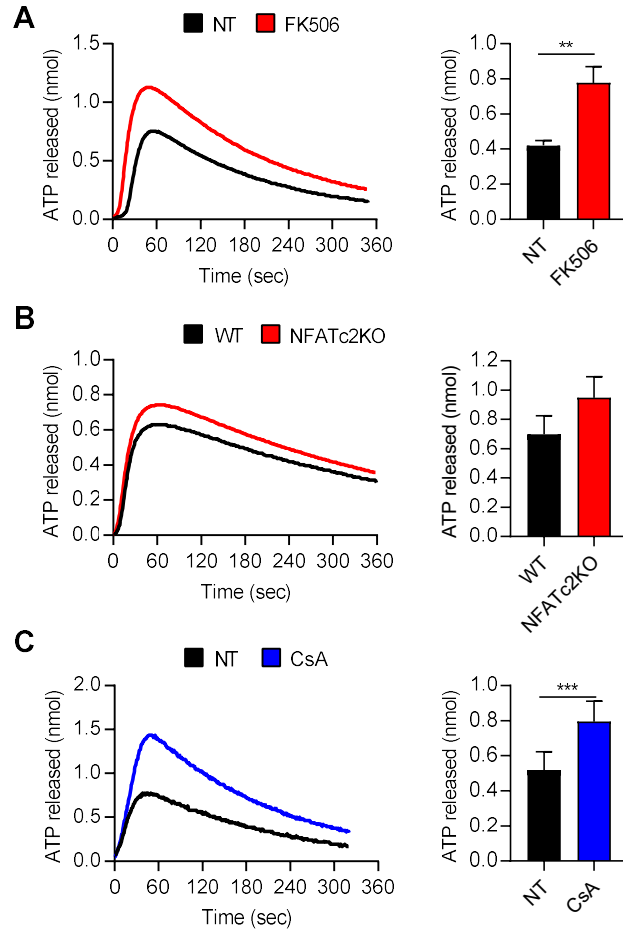 A
NT FK506
ATP released (nmol)
1.5
1.0
0.5
0.0
0 60 120 180 240 300 360
Time (sec)
ATP released (nmol)
1.0
0.8
0.6
0.4
0.2
0.0
**
NT
FK506
B
WT NFATc2KO
ATP released (nmol)
1.0
0.8
0.6
0.4
0.2
0.0
0 60 120 180 240 300 360
Time (sec)
ATP released (nmol)
1.2
1.0
0.8
0.6
0.4
0.2
0.0
WT
NFATc2KO
C
NT CsA
ATP released (nmol)
2.0
1.5
1.0
0.5
0.0
0 60 120 180 240 300 360
Time (sec)
ATP released (nmol)
1.0
0.8
0.6
0.4
0.2
0.0
***
NT
CsA